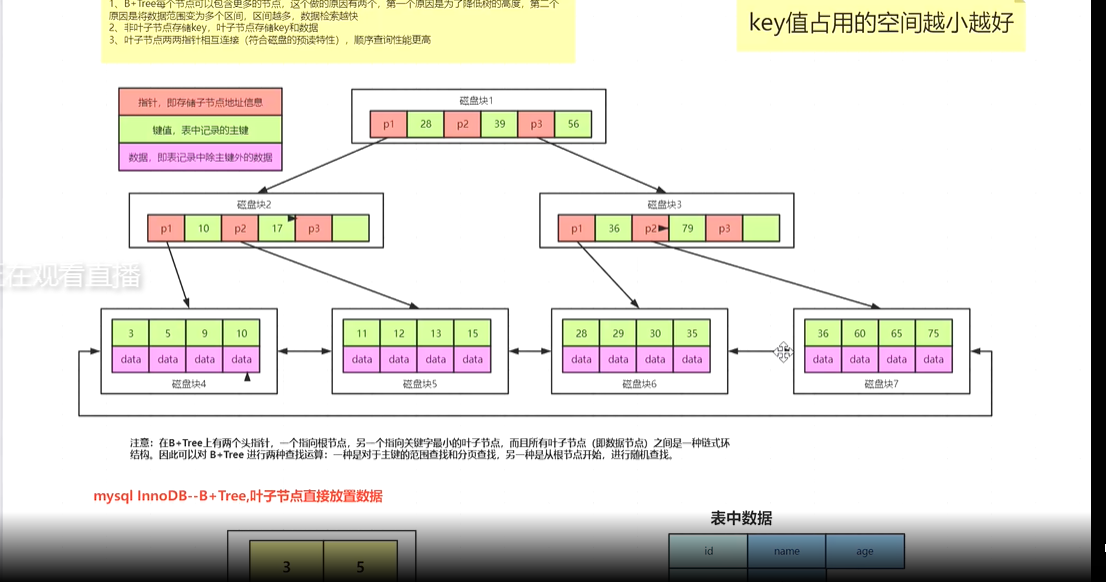 1、B+Tree每个节点可以包含更多的节点，这个做的原因有两个，第一个原因是为了降低树的高度，第二个
原因是将数据范围变为多个区间，区间越多，数据检索越快
2、非叶子节点存储key，叶子节点存储key和数据
3、叶子节点两两指针相互连接（符合磁盘的预读特性），顺序查询性能更高
key值占用的空间越小越好
指针，即存储子节点地址信息
键值，表中记录的主键
数据，即表记录中除主键外的数据
磁盘块1
p1 28 p2 39 p3 56
磁盘块2
p1 10 p2 17 p3
磁盘块3
p1 36 p2 79 p3
在观看直播
3 5 9 10
data data data data
磁盘块4
11 12 13 15
data data data data
磁盘块5
28 29 30 35
data data data data
磁盘块6
36 60 65 75
data data data data
磁盘块7
注意：在B+Tree上有两个头指针，一个指向根节点，另一个指向关键字最小的叶子节点，而且所有叶子节点（即数据节点）之间是一种链式环
结构。因此可以对 B+Tree 进行两种查找运算：一种是对于主键的范围查找和分页查找，另一种是从根节点开始，进行随机查找。
mysql InnoDB--B+Tree,叶子节点直接放置数据
3 5
表中数据
id name age